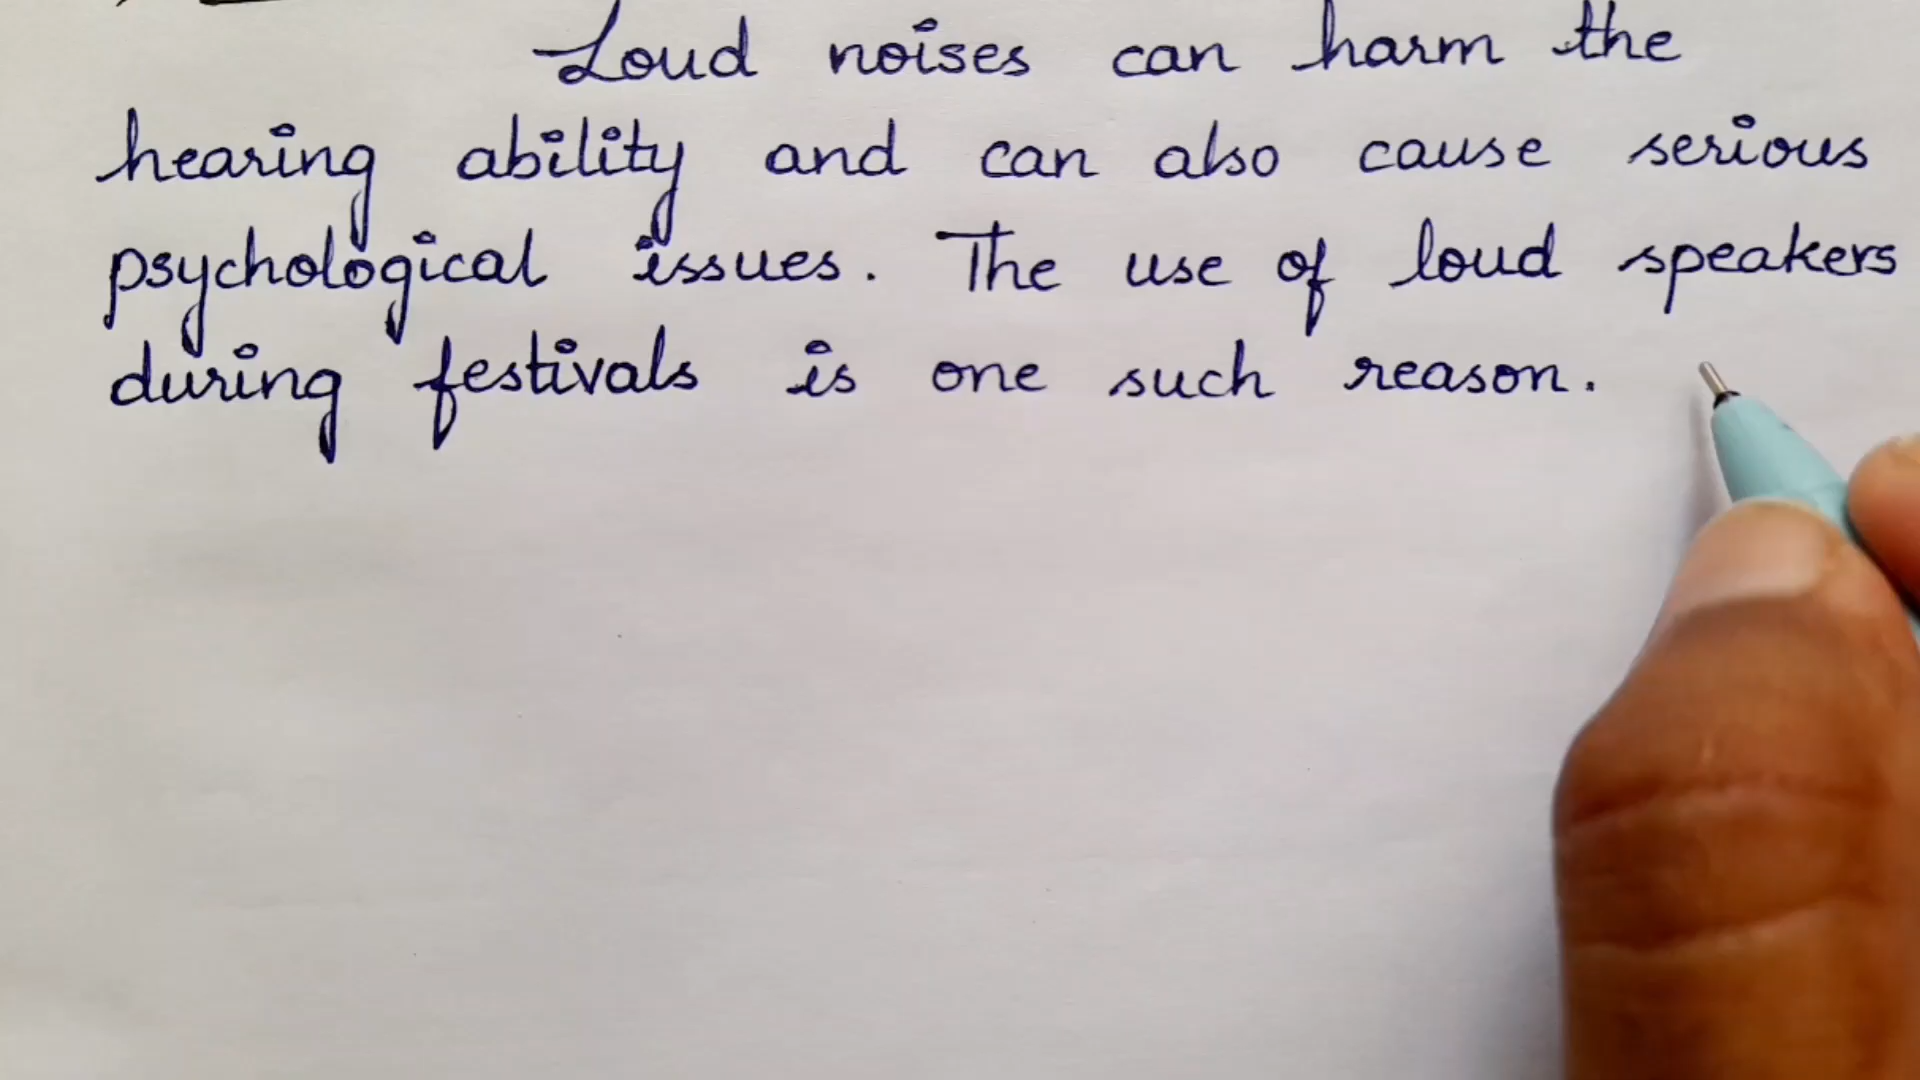 Loud noises can harm the
hearing ability and can also cause serious
psychological issues. The use of loud speakers
during festivals is one such reason.